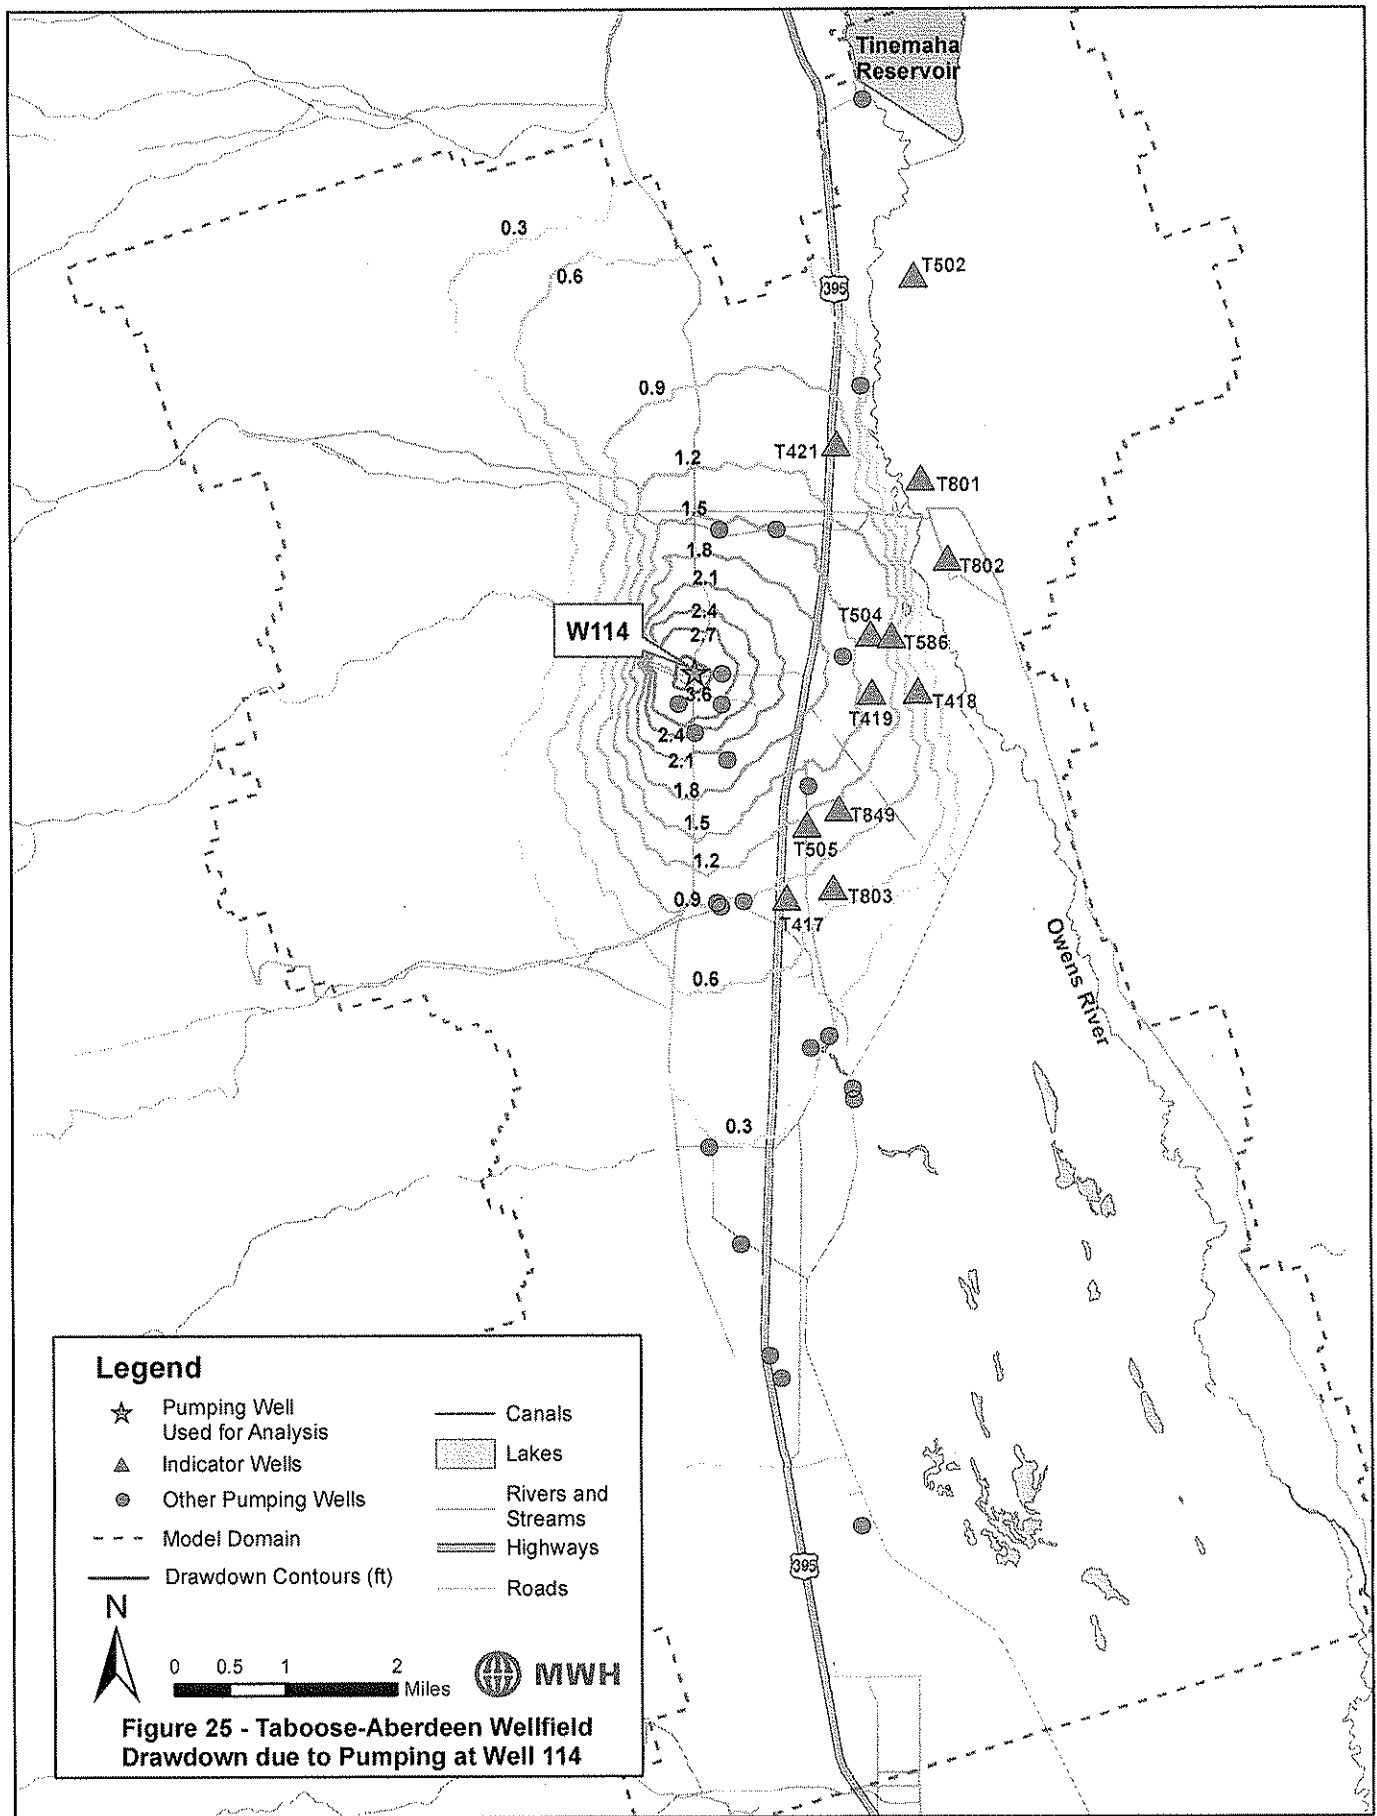 Tinemaha
Reservoir
0.3
T502
0.6
395
0.9
T421
1.2
T801
1.5
1.8
T802
2.1
2.4
T504
W114
2.7
T586
3.6
T419
T418
2.4
2.1
1.8
T849
1.5
T505
1.2
0.9
T803
T417
0.6
Owens River
0.3
Legend
Pumping Well
Used for Analysis
Indicator Wells
Other Pumping Wells
Model Domain
Drawdown Contours (ft)
Canals
Lakes
Rivers and
Streams
Highways
Roads
395
N
0 0.5 1 2
Miles
MWH
Figure 25 - Taboose-Aberdeen Wellfield
Drawdown due to Pumping at Well 114